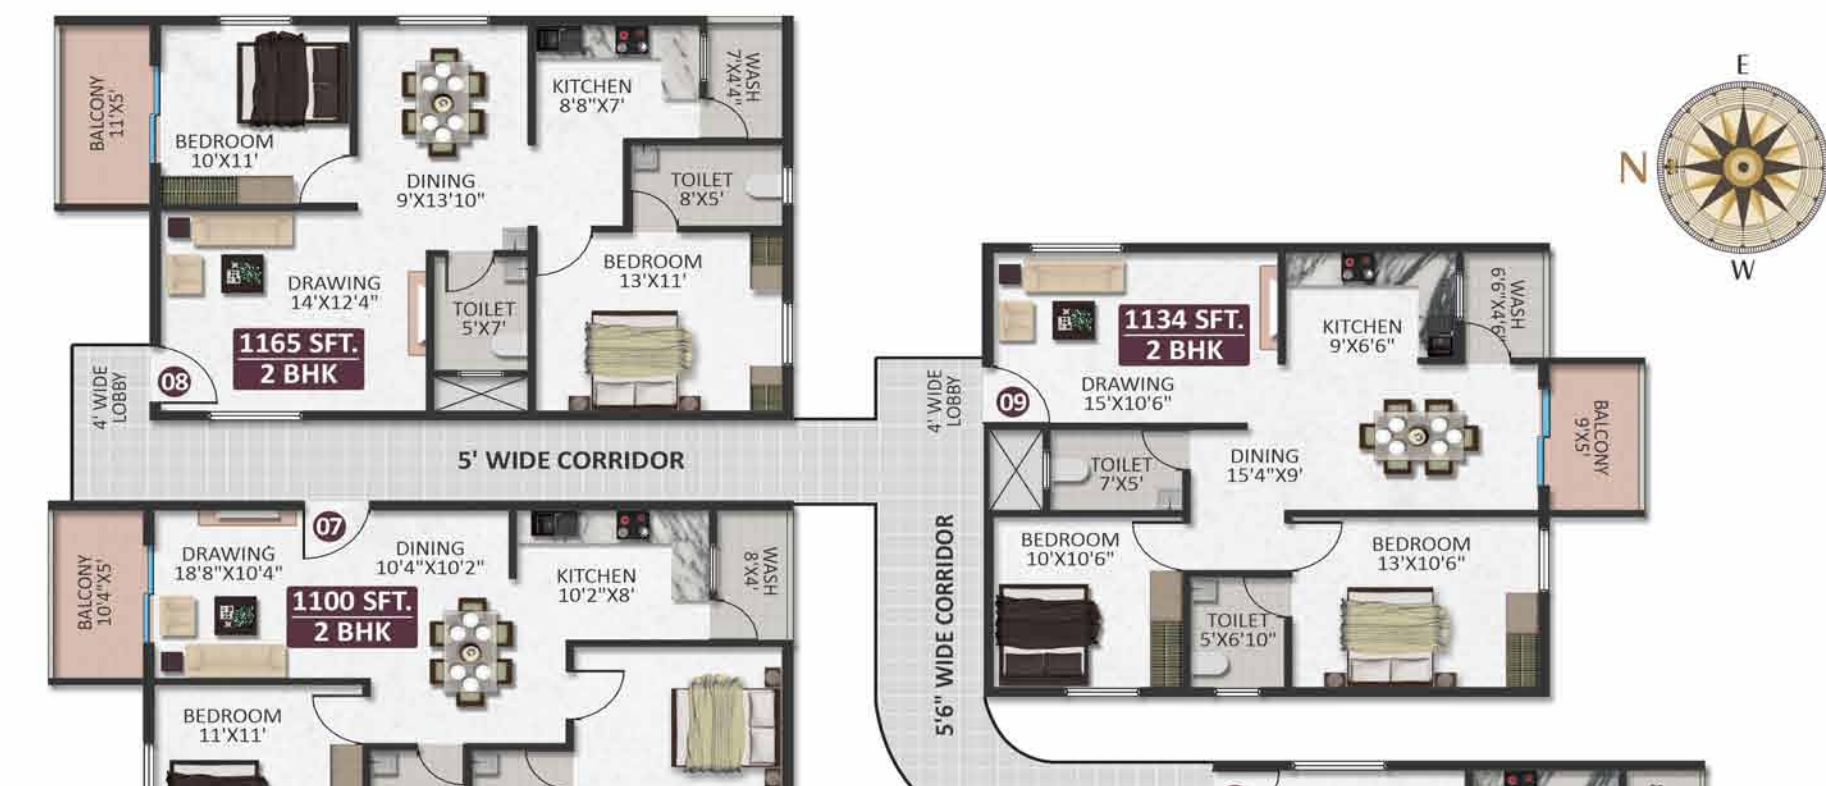 BALCONY
11'X5'
BEDROOM
10'X11'
DINING
9'X13'10"
KITCHEN
8'8"X7'
WASH
7'X4'4"
TOILET
8'X5'
DRAWING
14'X12'4"
1165 SFT.
2 BHK
TOILET
5'X7'
BEDROOM
13'X11'
4' WIDE
LOBBY
08
5' WIDE CORRIDOR
E
N
W
DRAWING
15'X10'6"
1134 SFT.
2 BHK
KITCHEN
9'X6'6"
WASH
6'6"X4'6"
4' WIDE
LOBBY
09
BALCONY
9'X5'
DINING
15'4"X9'
TOILET
7'X5'
BEDROOM
10'X10'6"
BEDROOM
13'X10'6"
TOILET
5'X6'10"
5'6" WIDE CORRIDOR
BALCONY
10'4"X5'
DRAWING
18'8"X10'4"
07
DINING
10'4"X10'2"
1100 SFT.
2 BHK
KITCHEN
10'2"X8'
WASH
8'X4'
BEDROOM
11'X11'